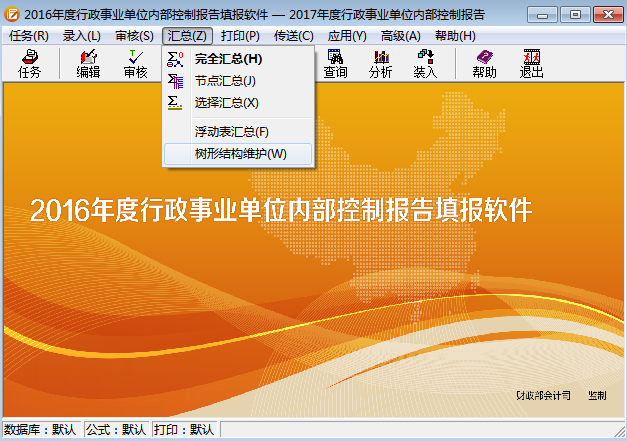 2016年度行政事业单位内部控制报告填报软件 — 2017年度行政事业单位内部控制报告
任务(R) 录入(L) 审核(S) 汇总(Z) 打印(P) 传送(C) 应用(Y) 高级(A) 帮助(H)
任务 编辑 审核 查询 分析 装入 帮助 退出
完全汇总(H)
节点汇总(J)
选择汇总(X)
浮动表汇总(F)
树形结构维护(W)
2016年度行政事业单位内部控制报告填报软件
财政部会计司 监制
数据库：默认 公式：默认 打印：默认